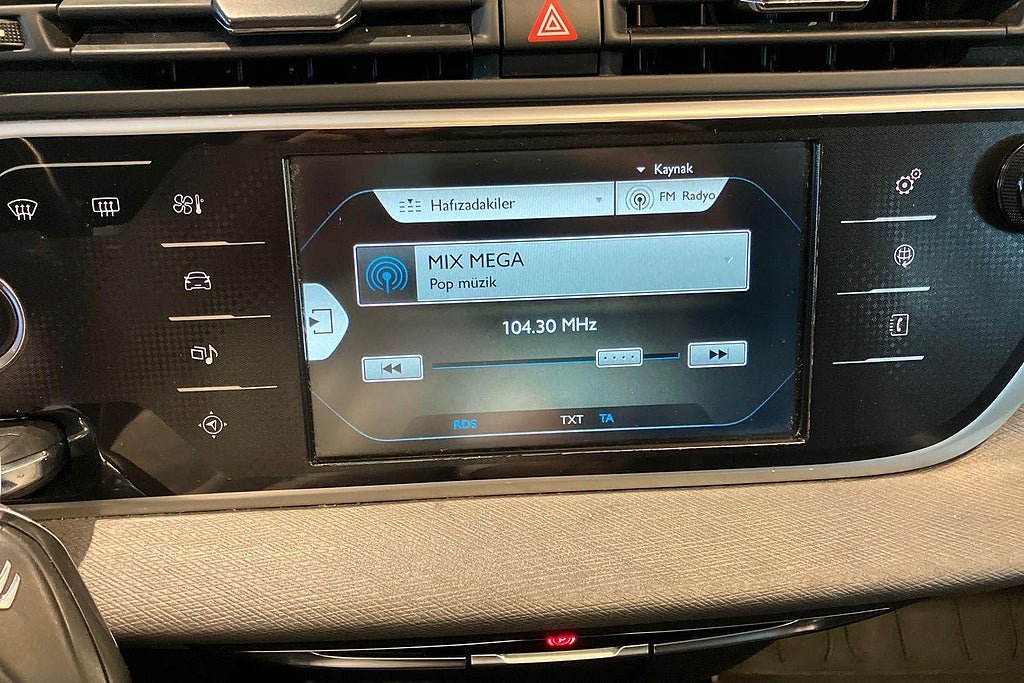 Kaynak
Hafızadakiler
FM Radyo
MIX MEGA
Pop müzik
104.30 MHz
RDS TXT TA